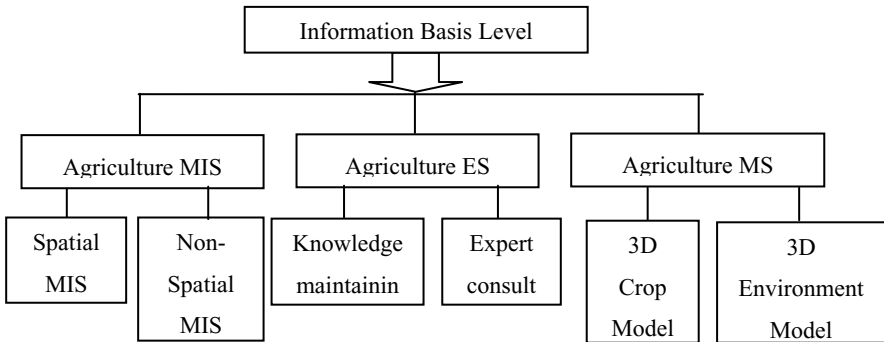 Information Basis Level
Agriculture MIS
Agriculture ES
Agriculture MS
Spatial
MIS
Non-
Spatial
MIS
Knowledge
maintainin
Expert
consult
3D
Crop
Model
3D
Environment
Model